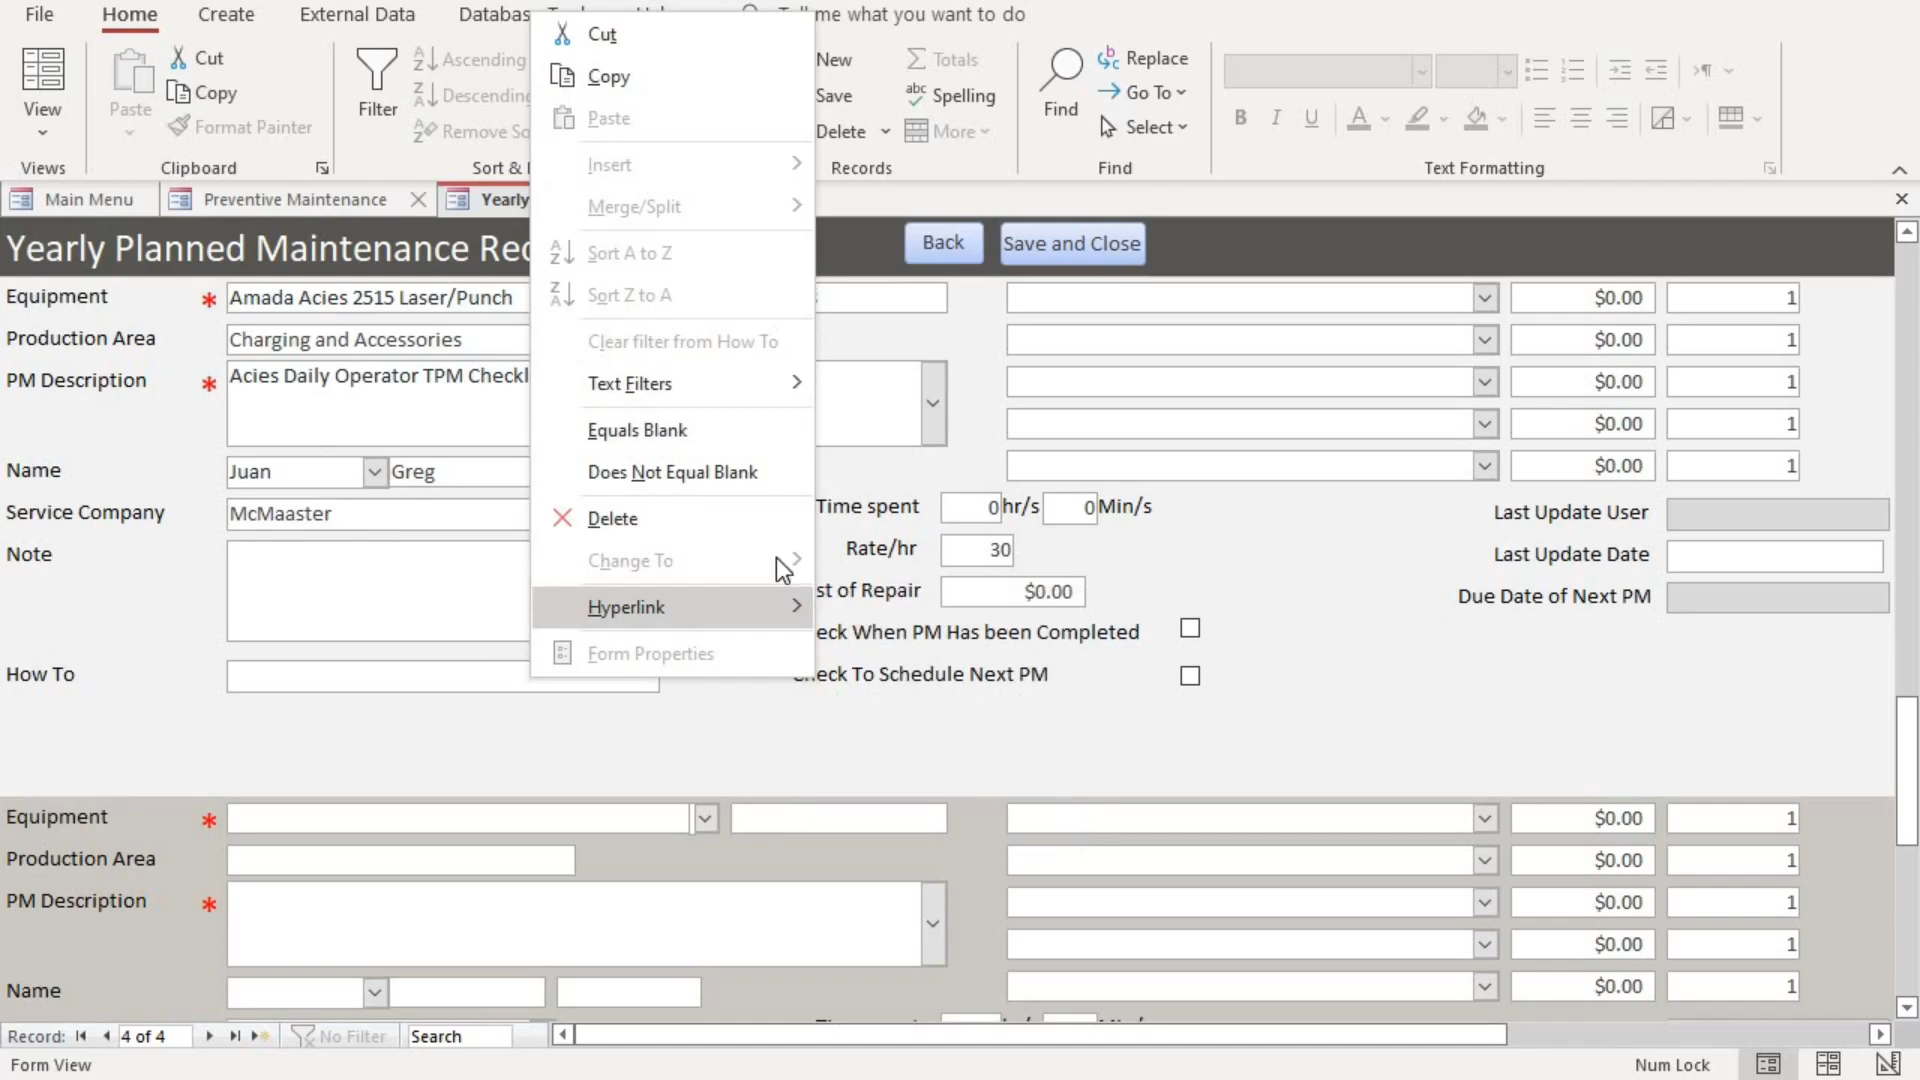 File
Home
Create
External Data
Databas
me what you want to do
View
Paste
Cut
Copy
Format Painter
Filter
Ascending
Descending
Remove So
New
Save
Delete
Totals
Spelling
More
Find
Replace
Go To
Select
B I U A
Views
Clipboard
Sort &
Records
Find
Text Formatting
Main Menu
Preventive Maintenance
Yearly
Cut
Copy
Paste
Insert
Merge/Split
Sort A to Z
Sort Z to A
Clear filter from How To
Text Filters
Equals Blank
Does Not Equal Blank
Delete
Change To
Hyperlink
Form Properties
Yearly Planned Maintenance Rec
Back
Save and Close
Equipment * Amada Acies 2515 Laser/Punch
$0.00 1
Production Area Charging and Accessories
$0.00 1
PM Description * Acies Daily Operator TPM Checkl
$0.00 1
$0.00 1
Name Juan Greg
$0.00 1
Service Company McMaaster
Time spent 0 hr/s 0 Min/s
Last Update User
Note
Rate/hr 30
Last Update Date
st of Repair $0.00
Due Date of Next PM
eck When PM Has been Completed
How To
Check To Schedule Next PM
Equipment *
$0.00 1
Production Area
$0.00 1
PM Description *
$0.00 1
$0.00 1
Name
$0.00 1
Record: 4 of 4 No Filter Search
Form View
Num Lock